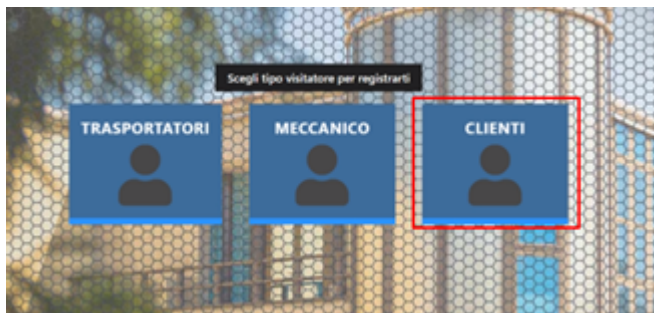 Scegli tipo visitatore per registrarti
TRASPORTATORI
MECCANICO
CLIENTI